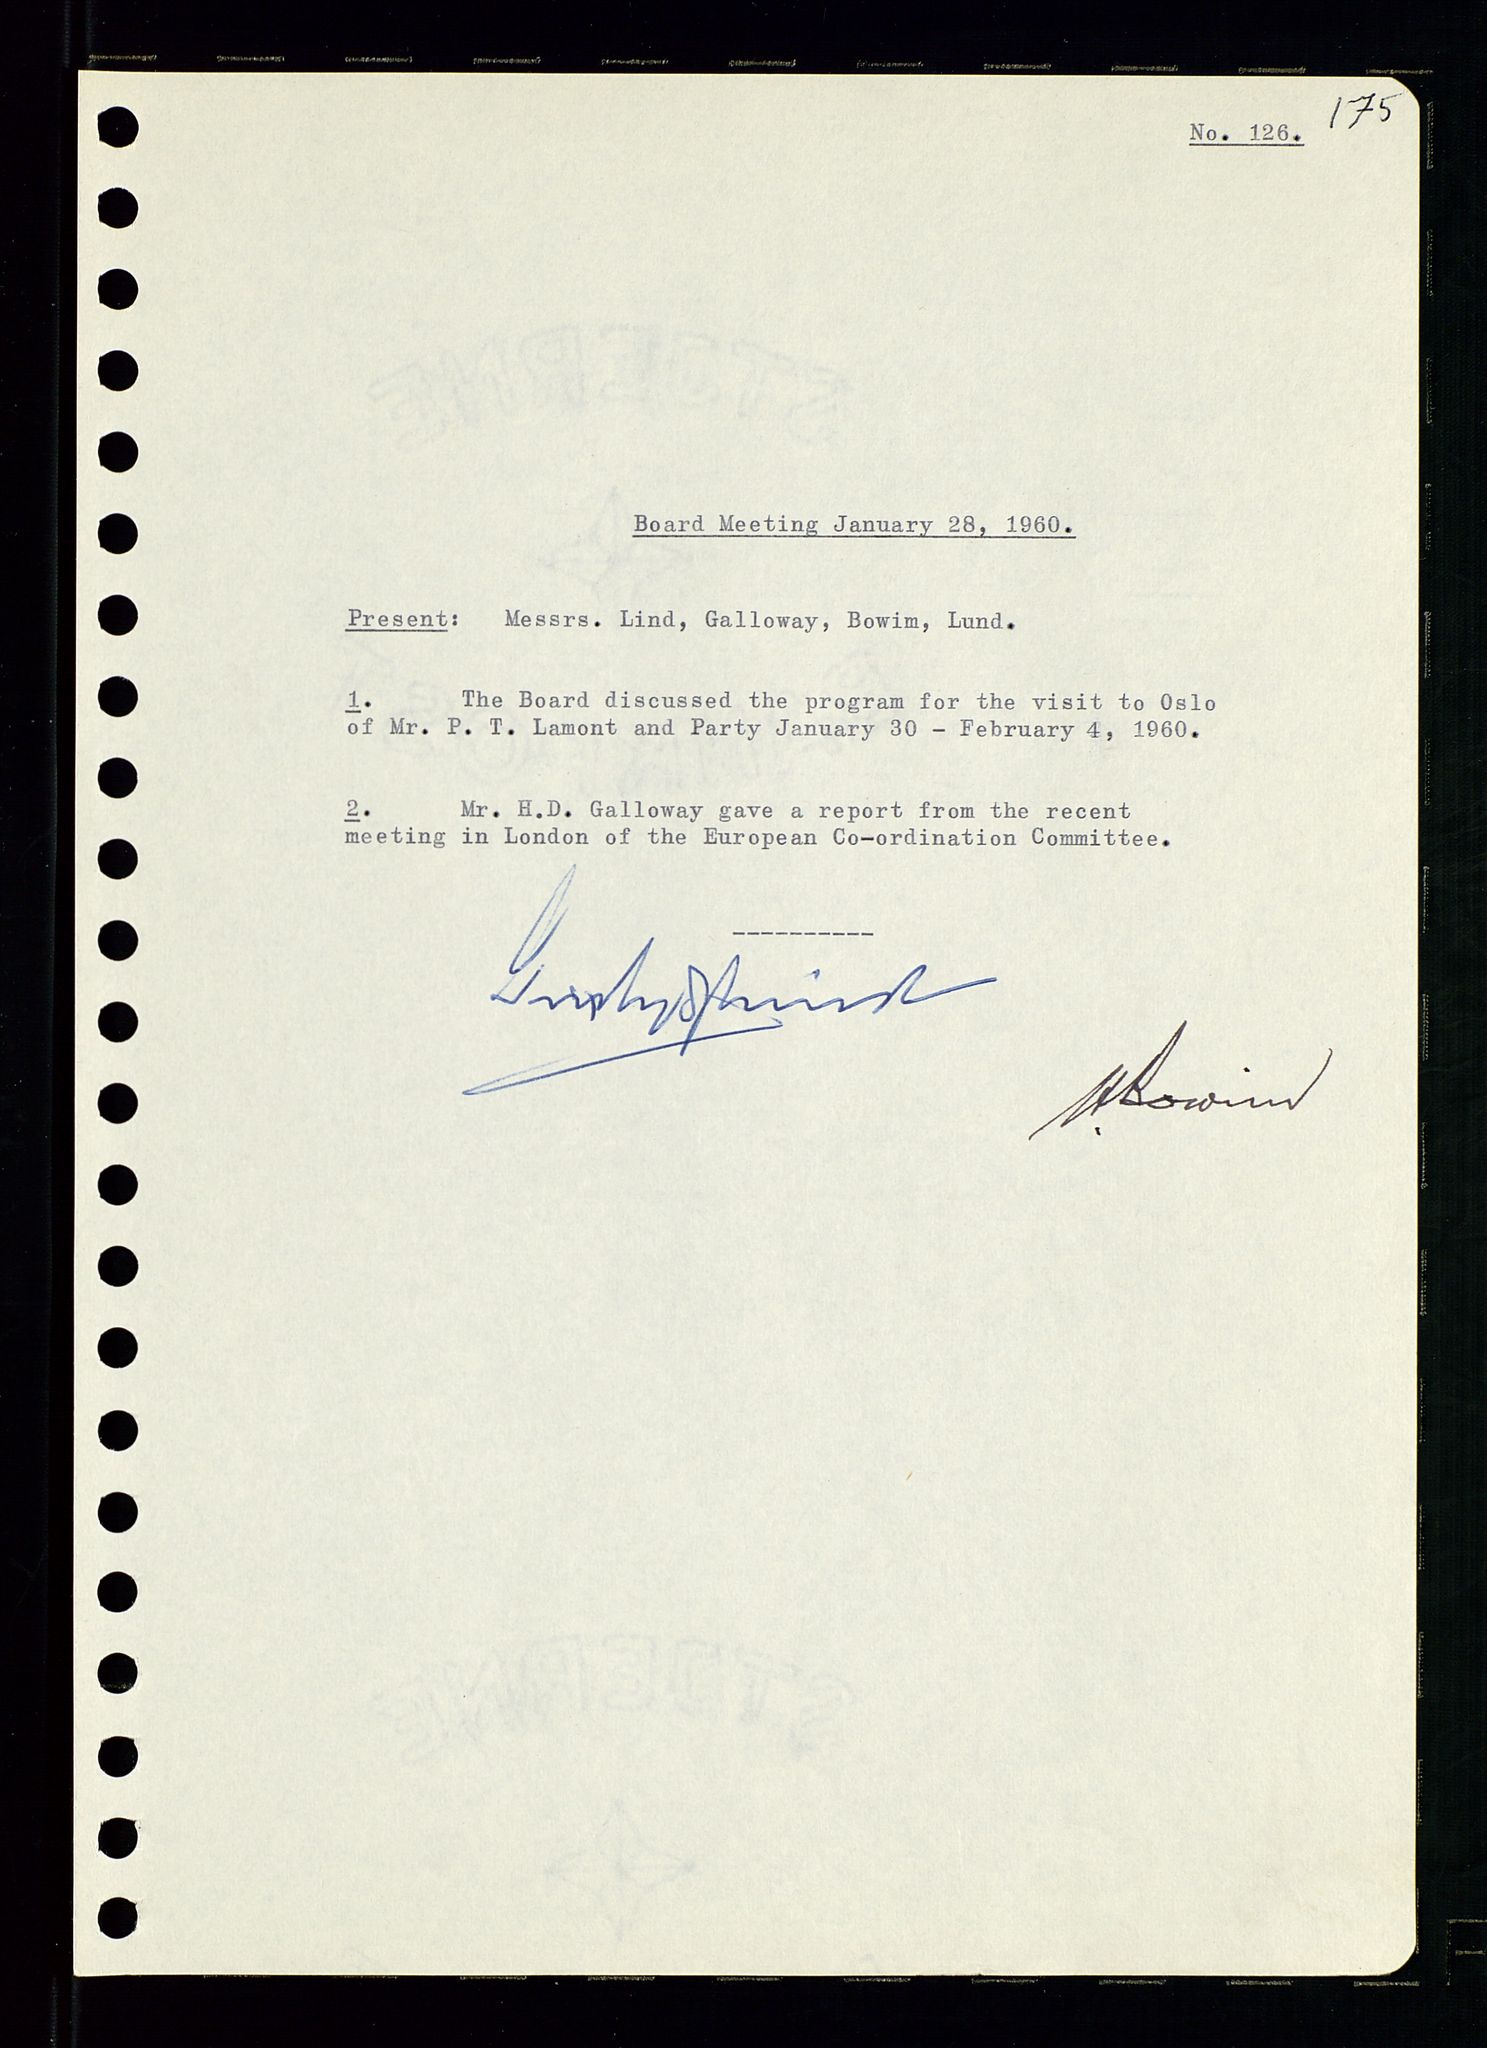 175
No. 126.
Board Meeting January 28, 1960.
Present: Messrs. Lind, Galloway, Bowim, Lund.
1. The Board discussed the program for the visit to Oslo
of Mr. P. T. Lamont and Party January 30 - February 4, 1960.
2. Mr. H.D. Galloway gave a report from the recent
meeting in London of the European Co-ordination Committee.
----------
Bowim